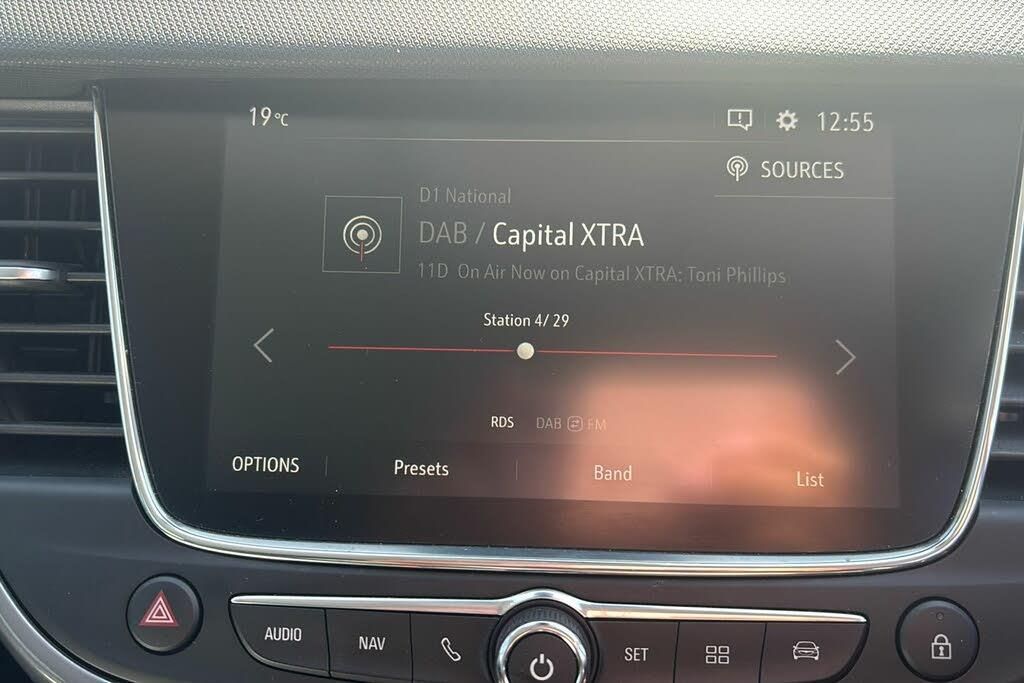 19°C
12:55
SOURCES
D1 National
DAB / Capital XTRA
11D On Air Now on Capital XTRA: Toni Phillips
Station 4/ 29
RDS DAB FM
OPTIONS Presets Band List
AUDIO NAV SET